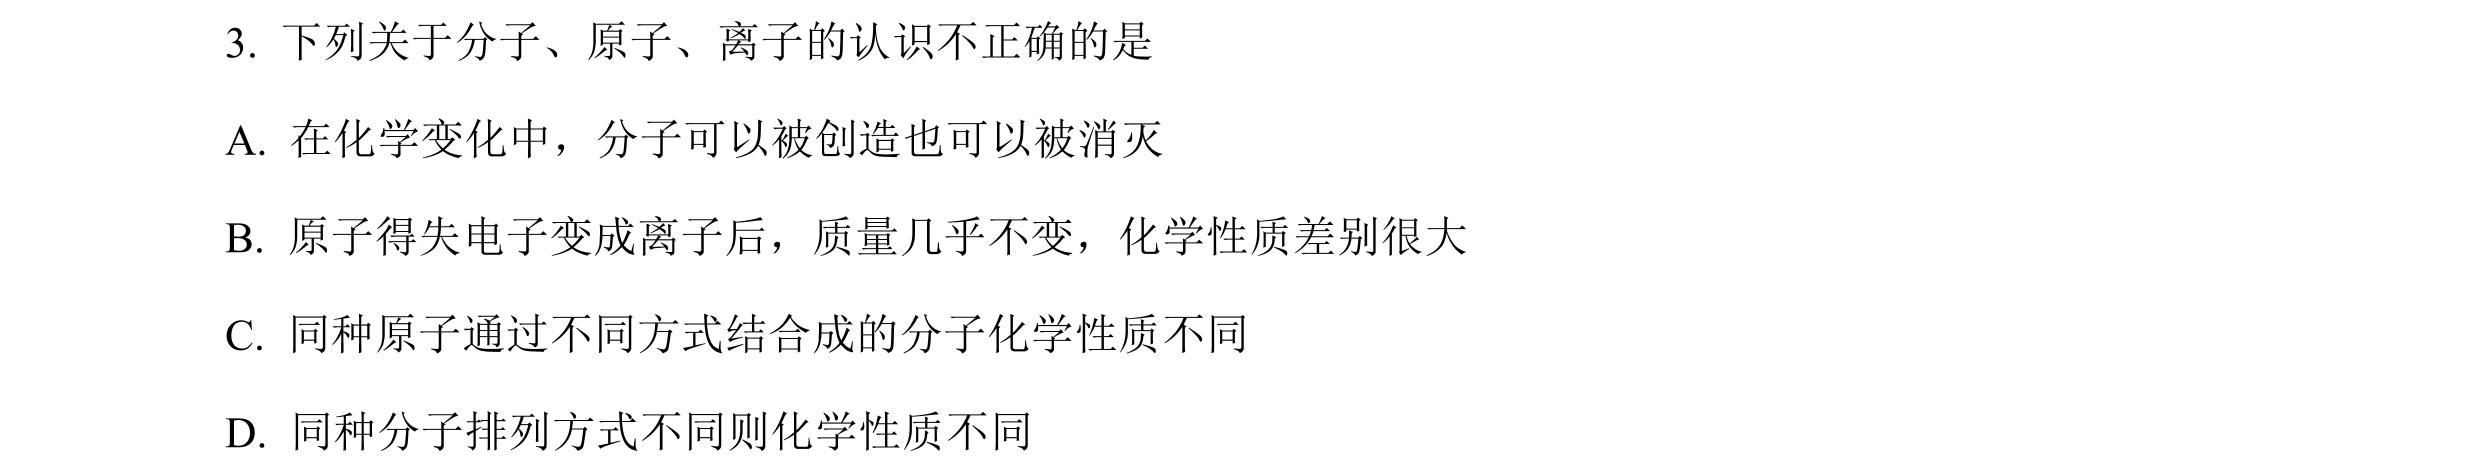 3. 下列关于分子、原子、离子的认识不正确的是
A. 在化学变化中，分子可以被创造也可以被消灭
B. 原子得失电子变成离子后，质量几乎不变，化学性质差别很大
C. 同种原子通过不同方式结合成的分子化学性质不同
D. 同种分子排列方式不同则化学性质不同